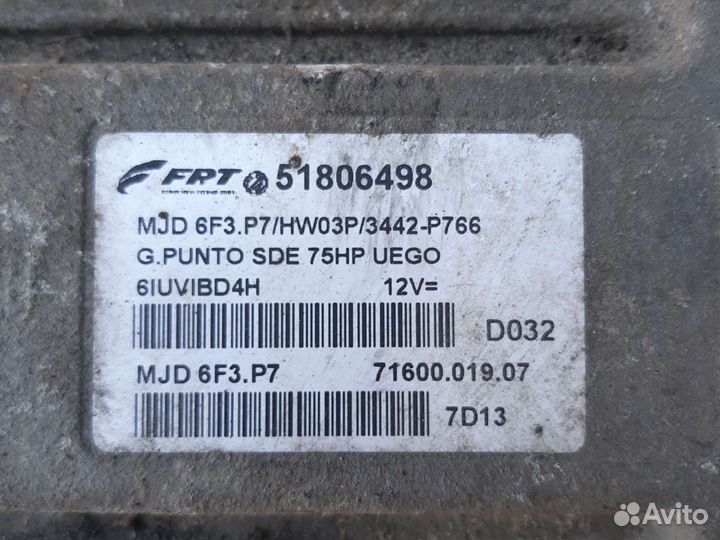 FPT 51806498
MJD 6F3.P7/HW03P/3442-P766
G.PUNTO SDE 75HP UEGO
6IUVIBD4H 12V=
D032
MJD 6F3.P7 71600.019.07
7D13
Avito